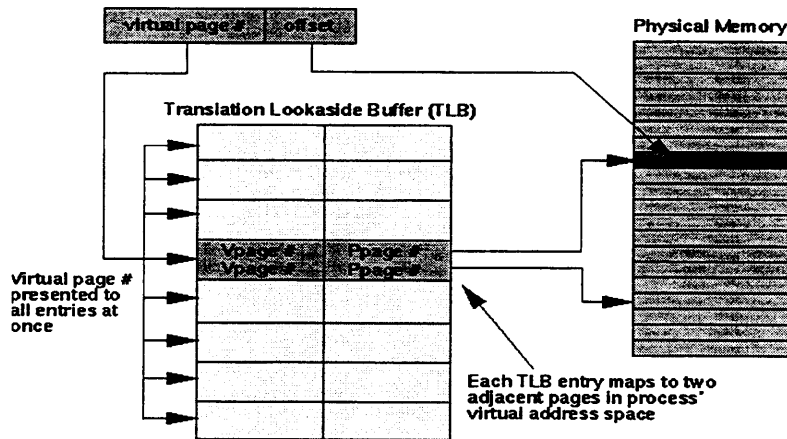 virtual page # offset
Physical Memory
Translation Lookaside Buffer (TLB)
Vpage # Ppage #
Vpage # Ppage #
Virtual page #
presented to
all entries at
once
Each TLB entry maps to two
adjacent pages in process'
virtual address space